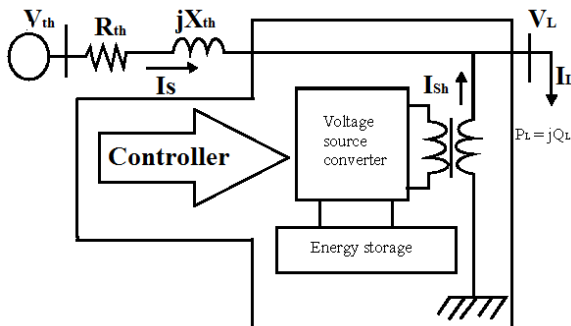 Vth
Rth
jXth
VL
Is
ISh
IL
Voltage
source
converter
PL = jQL
Controller
Energy storage